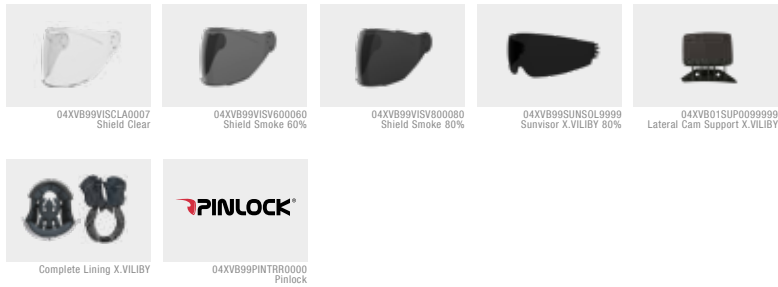 04XVB99VISCLA0007
Shield Clear
04XVB99VISV600060
Shield Smoke 60%
04XVB99VISV800080
Shield Smoke 80%
04XVB99SUNSOL9999
Sunvisor X.VILIBY 80%
04XVB01SUP0099999
Lateral Cam Support X.VILIBY
Complete Lining X.VILIBY
PINLOCK®
04XVB99PINTRR0000
Pinlock